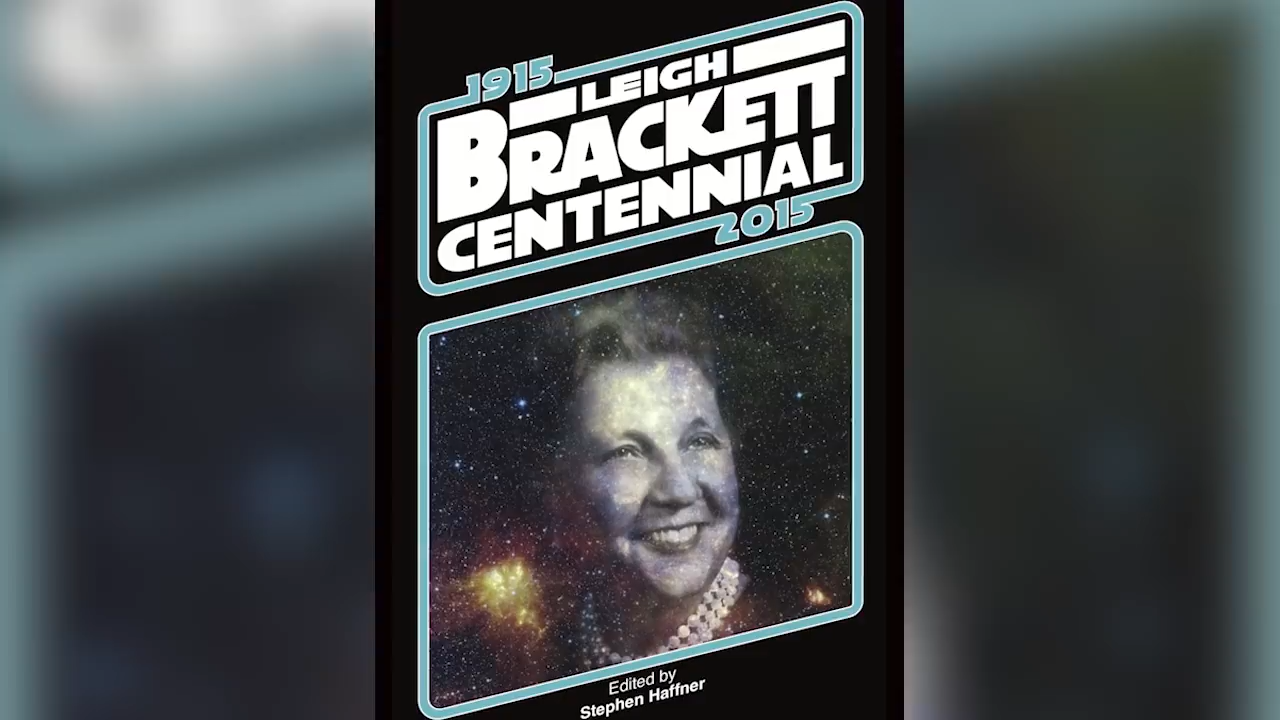 1915
LEIGH
BRACKETT
CENTENNIAL
2015
Edited by
Stephen Haffner